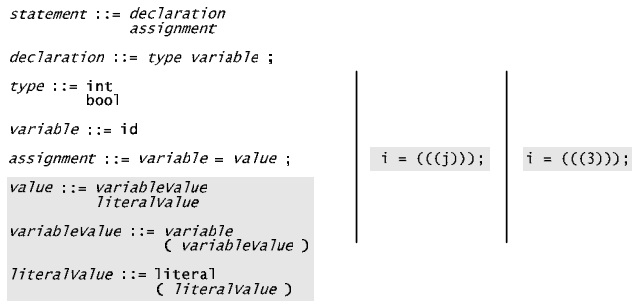 statement ::= declaration
assignment
declaration ::= type variable ;
type ::= int
bool
variable ::= id
assignment ::= variable = value ;
value ::= variableValue
literalValue
variableValue ::= variable
( variableValue )
literalValue ::= literal
( literalValue )
i = (((j)));
i = (((3)));